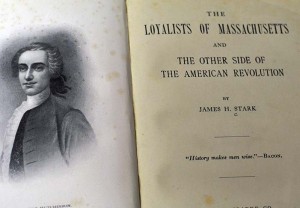 THE
LOYALISTS OF MASSACHUSETTS
AND
THE OTHER SIDE OF
THE AMERICAN REVOLUTION
BY
JAMES H. STARK
"History makes men wise."—BACON.